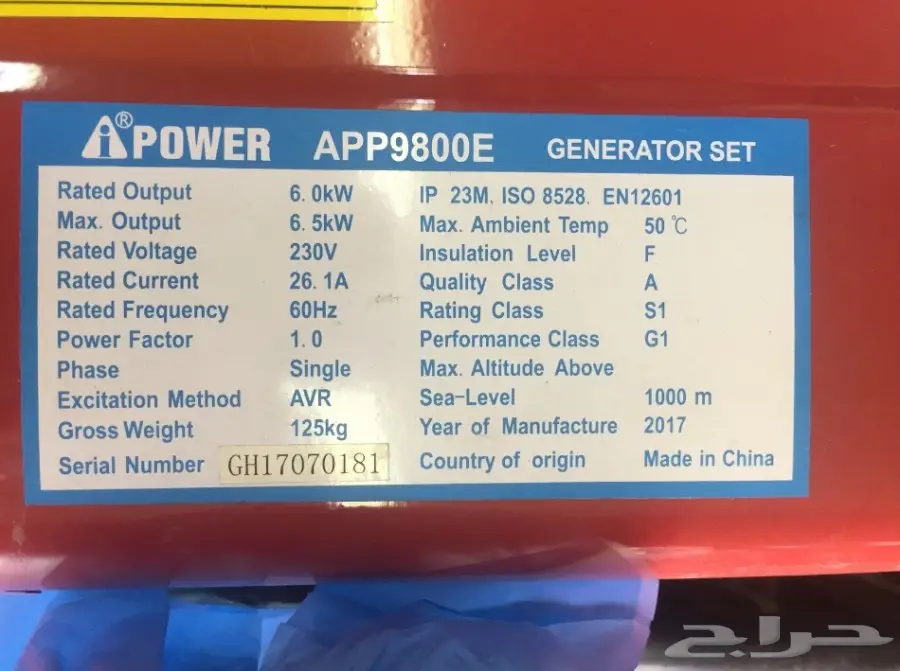 AiPOWER® APP9800E GENERATOR SET
Rated Output 6.0kW
Max. Output 6.5kW
Rated Voltage 230V
Rated Current 26.1A
Rated Frequency 60Hz
Power Factor 1.0
Phase Single
Excitation Method AVR
Gross Weight 125kg
Serial Number GH17070181
IP 23M, ISO 8528, EN12601
Max. Ambient Temp 50 ℃
Insulation Level F
Quality Class A
Rating Class S1
Performance Class G1
Max. Altitude Above
Sea-Level 1000 m
Year of Manufacture 2017
Country of origin Made in China
حراج